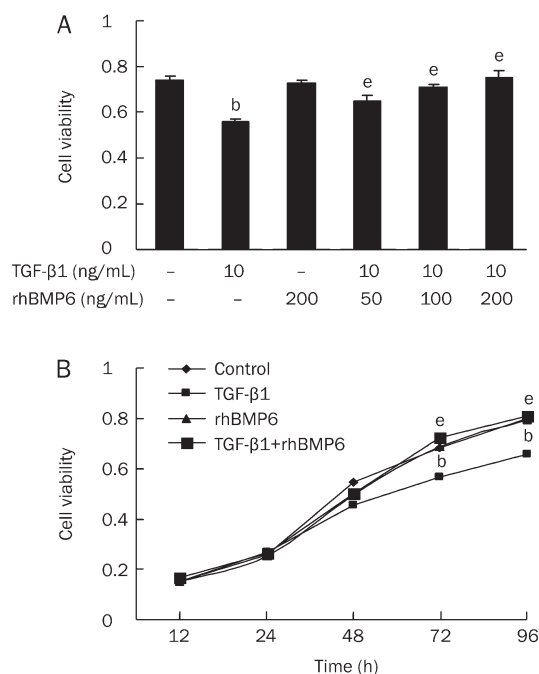 A
1
0.8
0.6
0.4
0.2
0
Cell viability
b
e
e
e
TGF-β1 (ng/mL) – 10 – 10 10 10
rhBMP6 (ng/mL) – – 200 50 100 200
B
1
0.8
0.6
0.4
0.2
0
Cell viability
Control
TGF-β1
rhBMP6
TGF-β1+rhBMP6
e
b
e
b
12 24 48 72 96
Time (h)